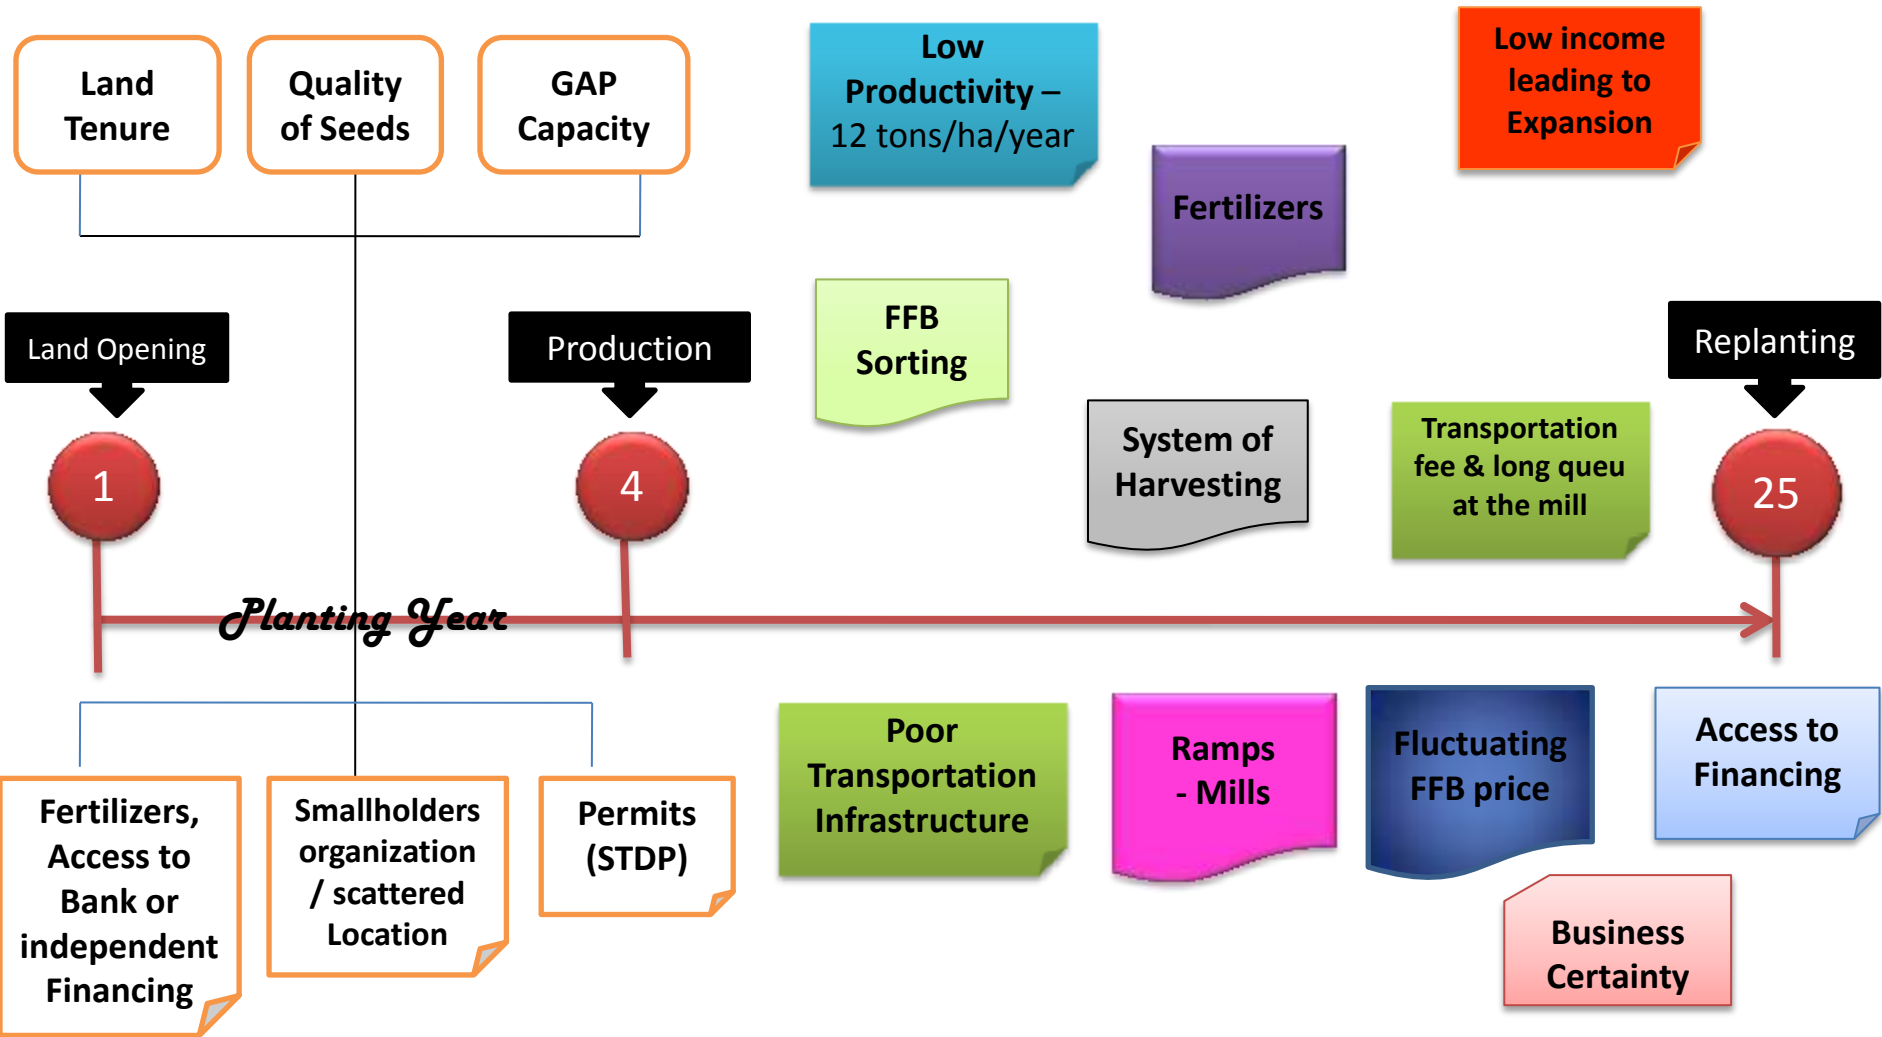 Land
Tenure
Quality
of Seeds
GAP
Capacity
Low
Productivity –
12 tons/ha/year
Fertilizers
Low income
leading to
Expansion
Land Opening
Production
FFB
Sorting
Replanting
System of
Harvesting
Transportation
fee & long queu
at the mill
1
4
25
Planting Year
Fertilizers,
Access to
Bank or
independent
Financing
Smallholders
organization
/ scattered
Location
Permits
(STDP)
Poor
Transportation
Infrastructure
Ramps
- Mills
Fluctuating
FFB price
Access to
Financing
Business
Certainty